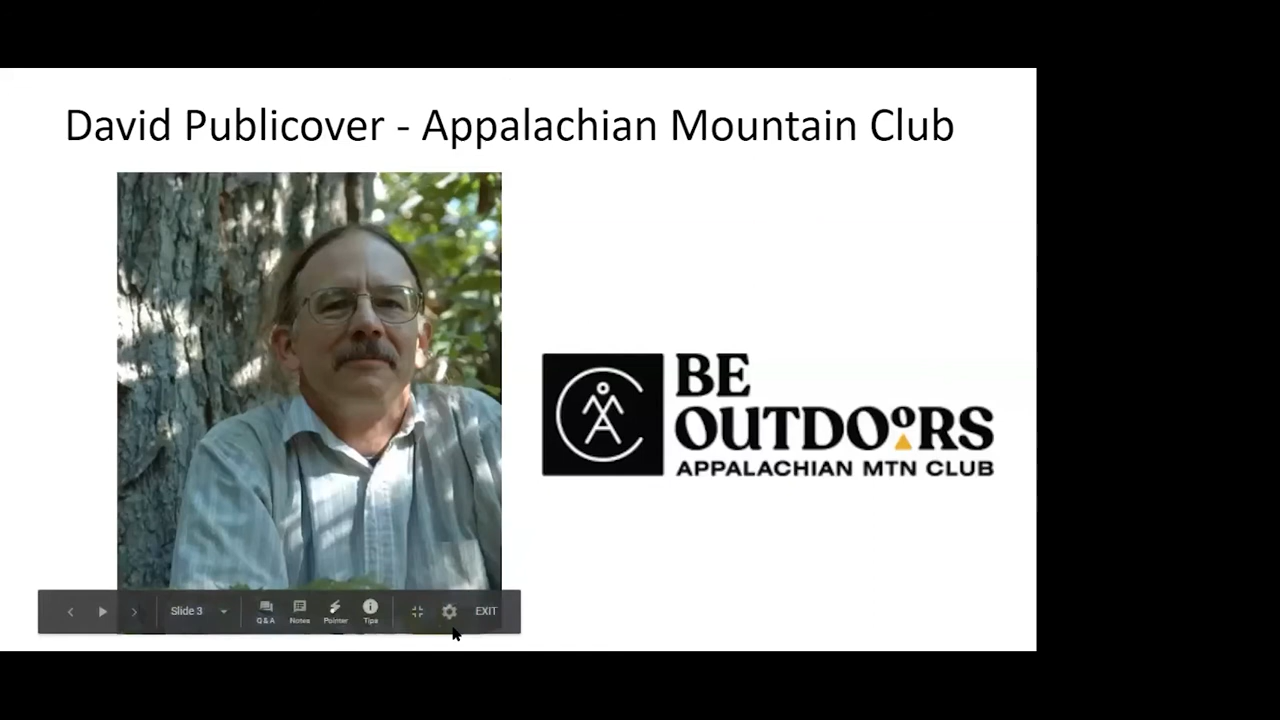 David Publicover - Appalachian Mountain Club
BE
OUTDOORS
APPALACHIAN MTN CLUB
Slide 3
Q & A
Notes
Pointer
Tips
EXIT